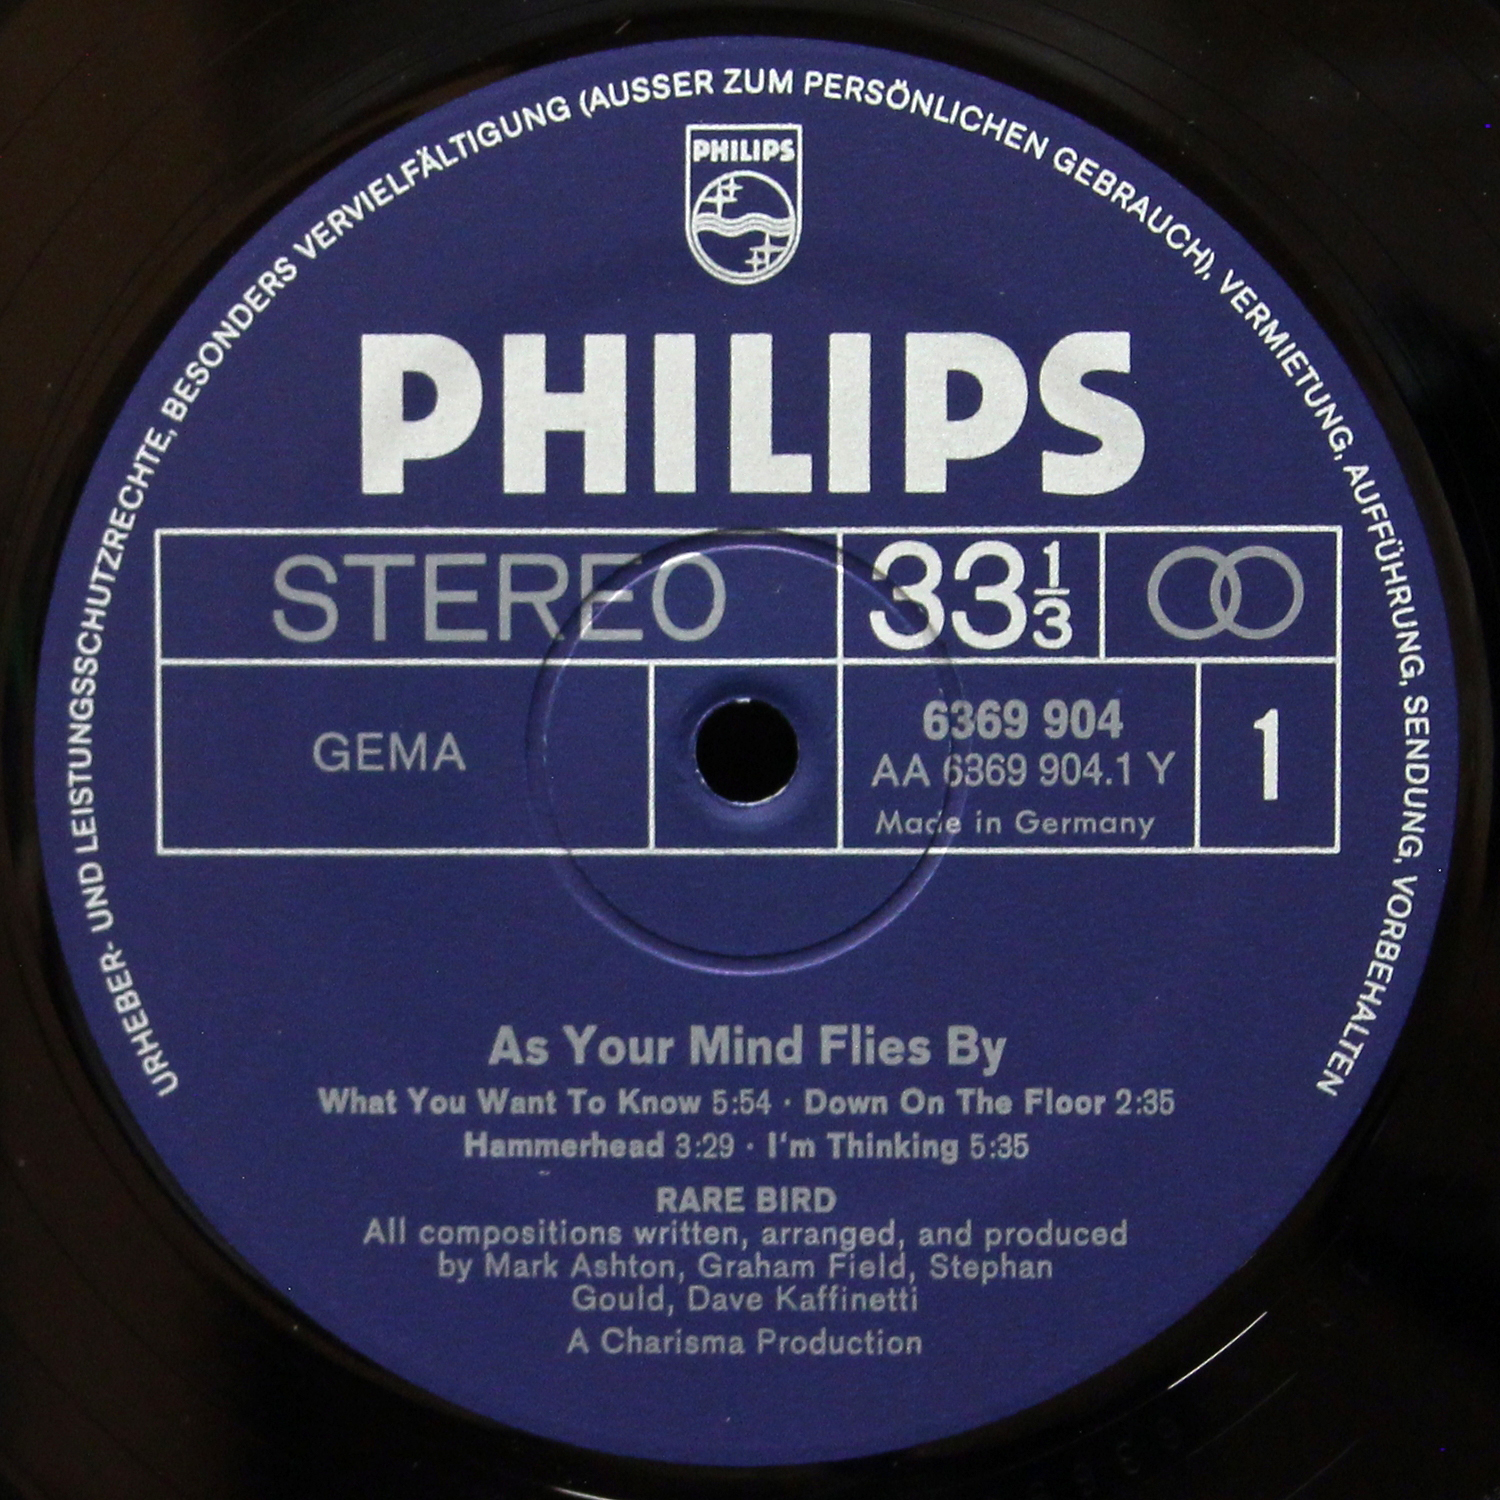 URHEBER- UND LEISTUNGSSCHUTZRECHTE, BESONDERS VERVIELFÄLTIGUNG (AUSSER ZUM PERSÖNLICHEN GEBRAUCH), VERMIETUNG, AUFFÜHRUNG, SENDUNG, VORBEHALTEN
PHILIPS
PHILIPS
STEREO 33 1/3
GEMA
6369 904
AA 6369 904.1 Y
Made in Germany
1
As Your Mind Flies By
What You Want To Know 5:54 · Down On The Floor 2:35
Hammerhead 3:29 · I'm Thinking 5:35
RARE BIRD
All compositions written, arranged, and produced
by Mark Ashton, Graham Field, Stephan
Gould, Dave Kaffinetti
A Charisma Production